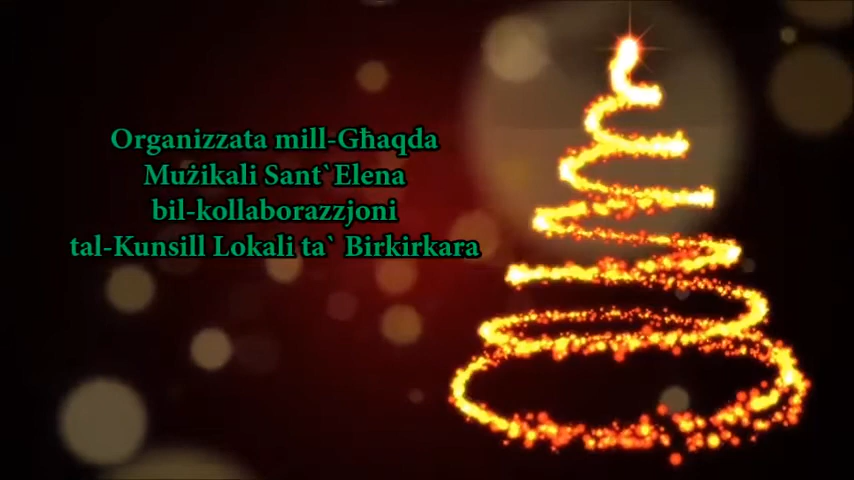 Organizzata mill-Għaqda
Mużikali Sant`Elena
bil-kollaborazzjoni
tal-Kunsill Lokali ta` Birkirkara